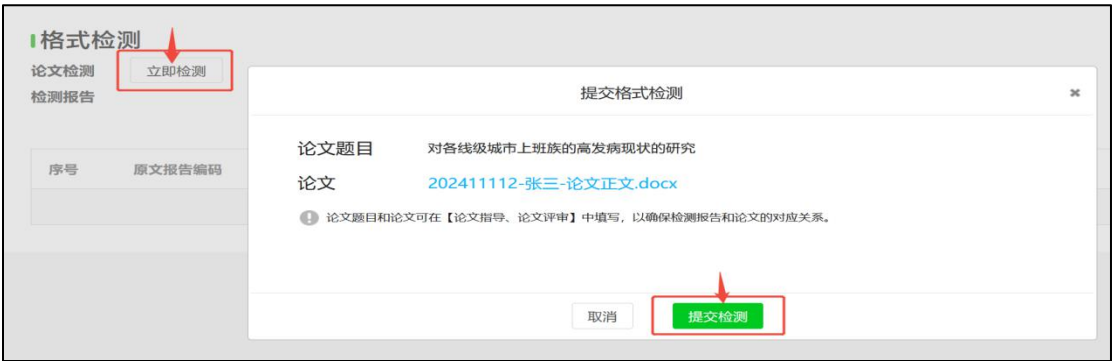 格式检测
论文检测 立即检测
检测报告
序号 原文报告编码
提交格式检测
论文题目 对各线级城市上班族的高发病现状的研究
论文 202411112-张三-论文正文.docx
论文题目和论文可在【论文指导、论文评审】中填写，以确保检测报告和论文的对应关系。
取消 提交检测